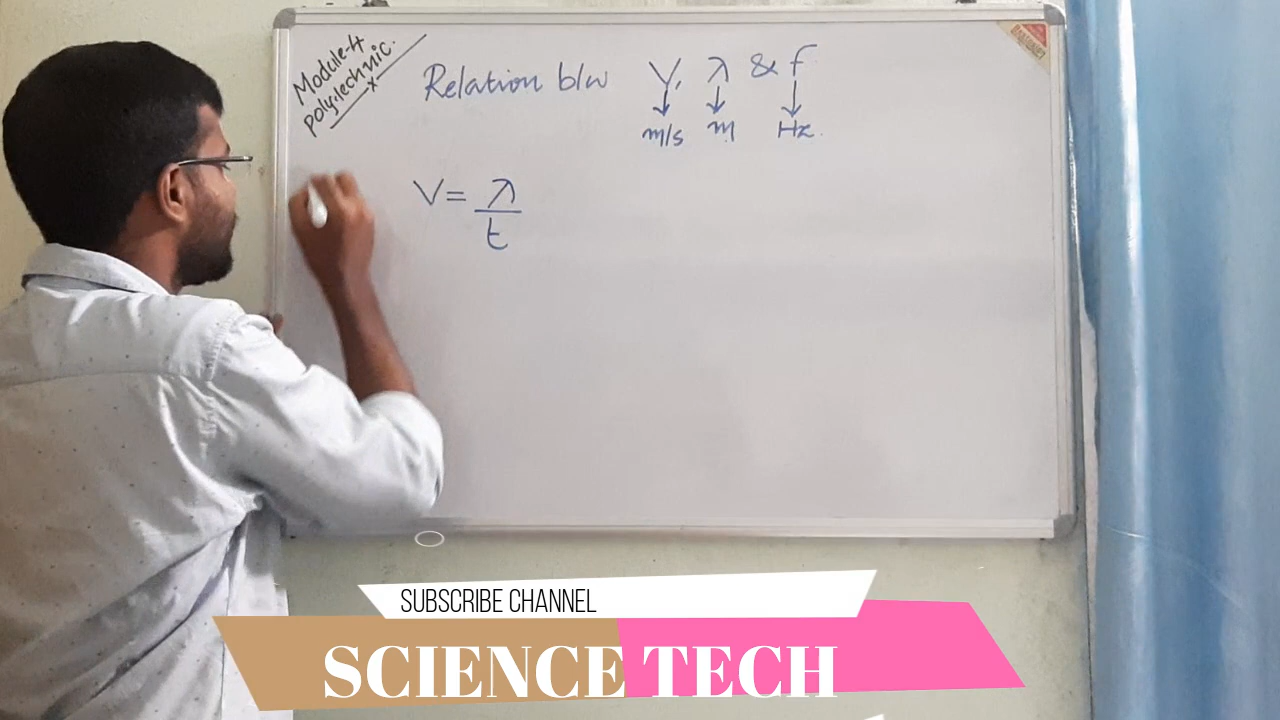 Module-4
polytechnic.
x
Relation b/w V, λ & f
m/s m Hz.
V = λ
t
SUBSCRIBE CHANNEL
SCIENCE TECH